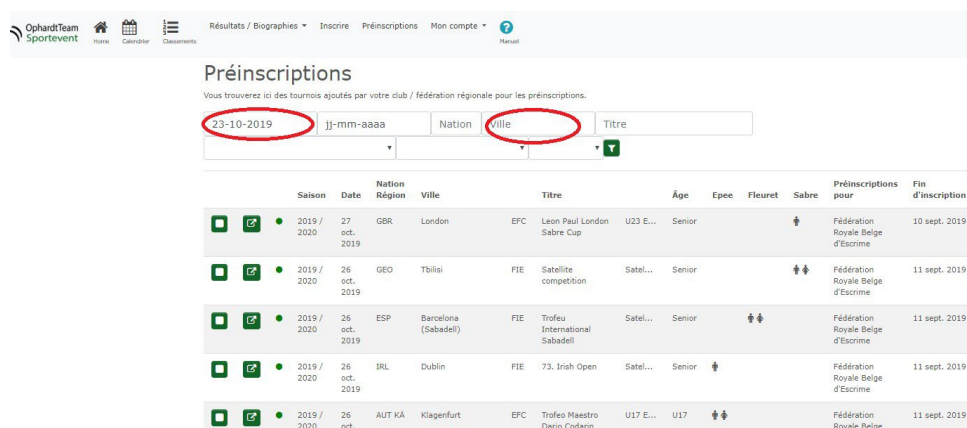 OphardtTeam
Sportevent
Home
Calendrier
Classements
Résultats / Biographies
Inscrire
Préinscriptions
Mon compte
Manuel
Préinscriptions
Vous trouverez ici des tournois ajoutés par votre club / fédération régionale pour les préinscriptions.
23-10-2019 jj-mm-aaaa Nation Ville Titre
Saison Date Nation Région Ville Titre Âge Epee Fleuret Sabre Préinscriptions pour Fin d'inscription
2019 / 2020 27 oct. 2019 GBR London EFC Leon Paul London Sabre Cup U23 E... Senior Fédération Royale Belge d'Escrime 10 sept. 2019
2019 / 2020 26 oct. 2019 GEO Tbilisi FIE Satellite competition Satel... Senior Fédération Royale Belge d'Escrime 11 sept. 2019
2019 / 2020 26 oct. 2019 ESP Barcelona (Sabadell) FIE Trofeu International Sabadell Satel... Senior Fédération Royale Belge d'Escrime 11 sept. 2019
2019 / 2020 26 oct. 2019 IRL Dublin FIE 73. Irish Open Satel... Senior Fédération Royale Belge d'Escrime 11 sept. 2019
2019 / 2020 26 oct. AUT KÄ Klagenfurt EFC Trofeo Maestro Dario Codarin U17 E... U17 Fédération Royale Belge 11 sept. 2019